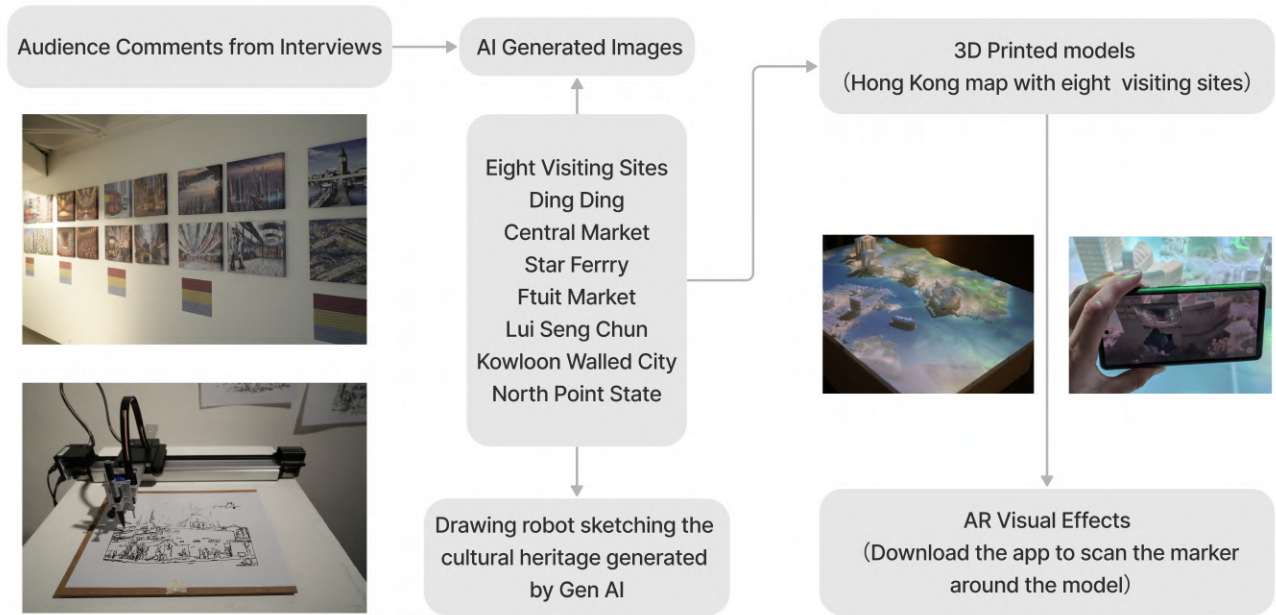 Audience Comments from Interviews
AI Generated Images
3D Printed models
（Hong Kong map with eight visiting sites）
Eight Visiting Sites
Ding Ding
Central Market
Star Ferrry
Ftuit Market
Lui Seng Chun
Kowloon Walled City
North Point State
Drawing robot sketching the
cultural heritage generated
by Gen AI
AR Visual Effects
（Download the app to scan the marker
around the model）